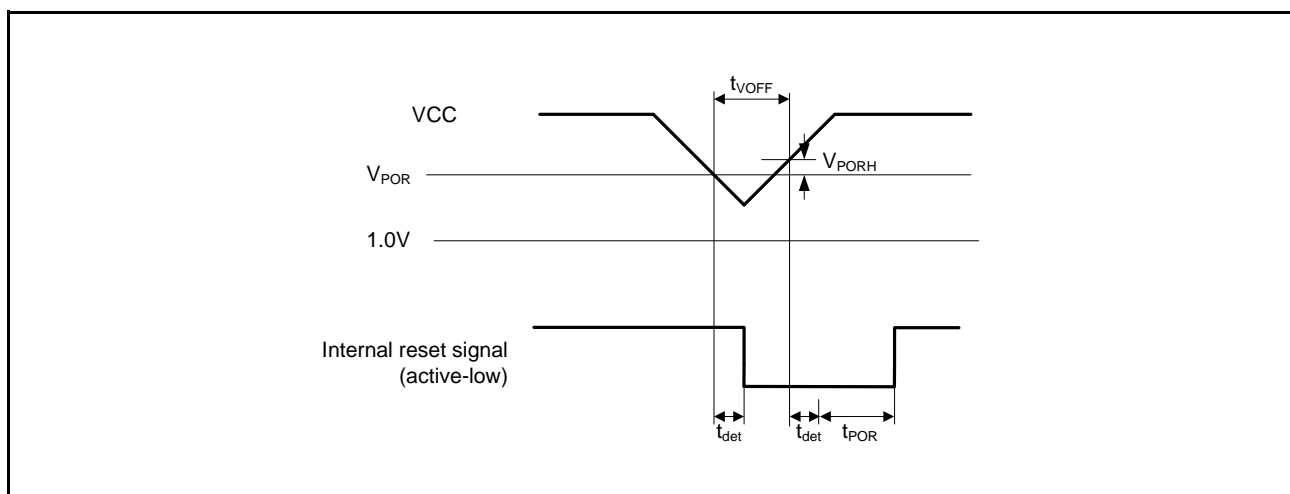 tVOFF
VCC
VPORH
VPOR
1.0V
Internal reset signal
(active-low)
tdet
tdet
tPOR